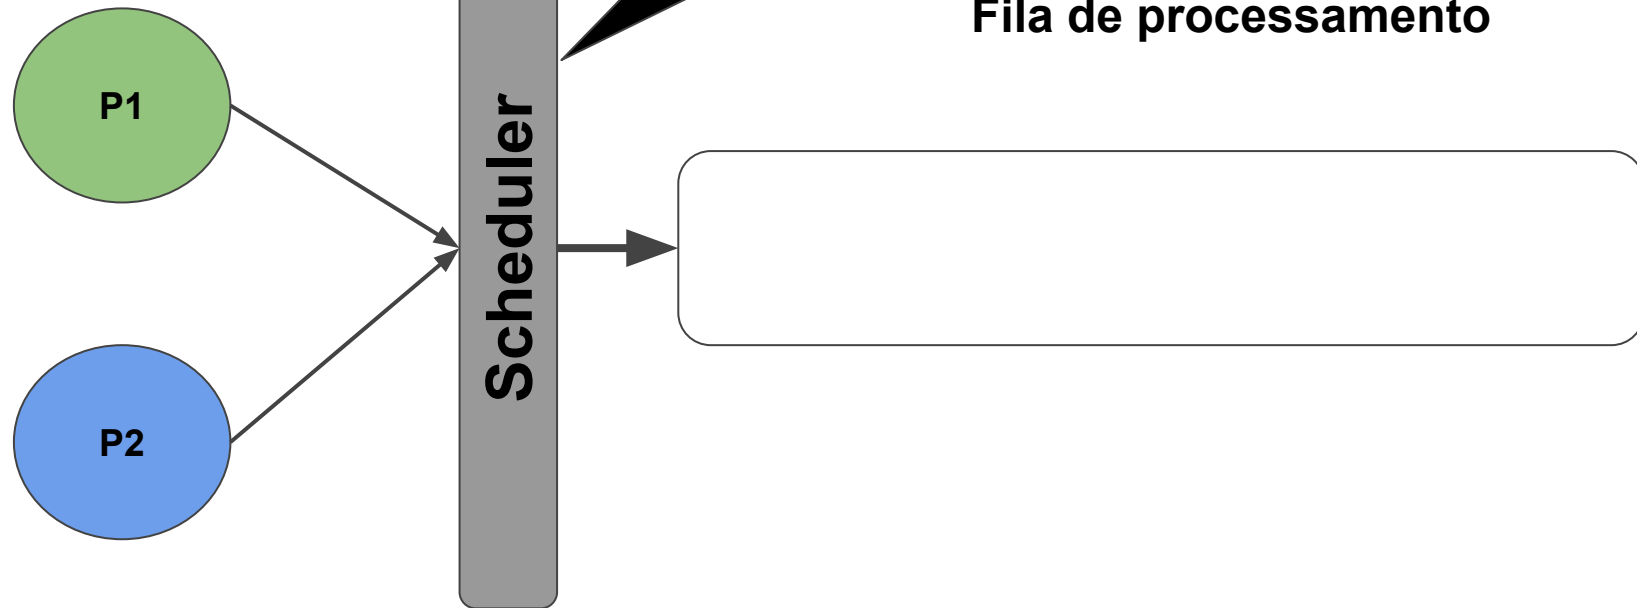 Fila de processamento
P1
Scheduler
P2